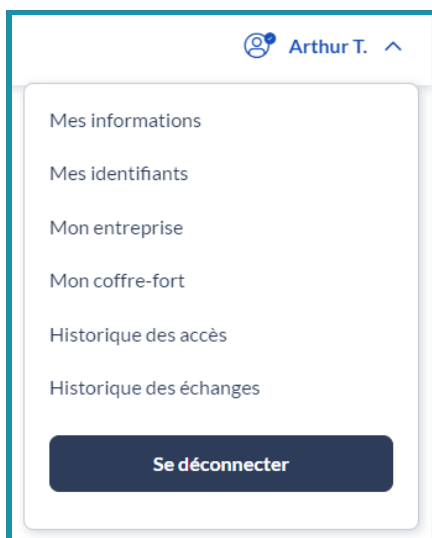 Arthur T.
Mes informations
Mes identifiants
Mon entreprise
Mon coffre-fort
Historique des accès
Historique des échanges
Se déconnecter